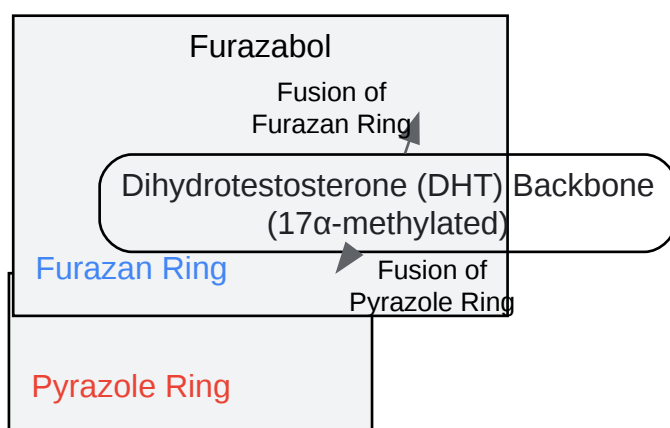 Furazabol
Fusion of
Furazan Ring
Dihydrotestosterone (DHT) Backbone
(17α-methylated)
Furazan Ring
Fusion of
Pyrazole Ring
Pyrazole Ring